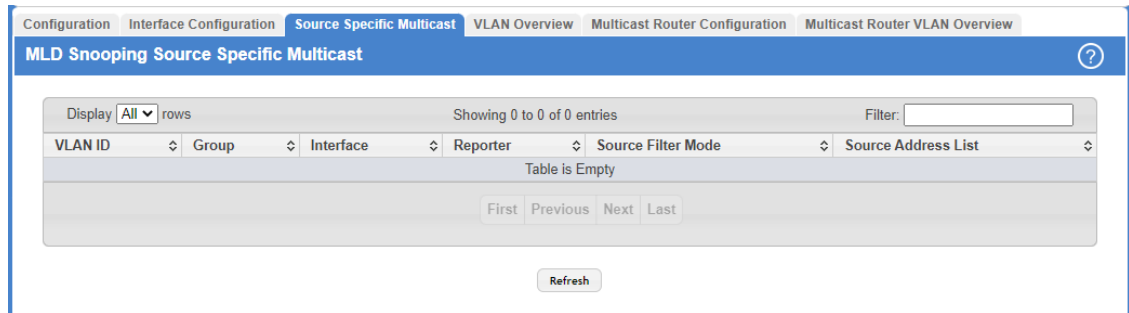 Configuration Interface Configuration Source Specific Multicast VLAN Overview Multicast Router Configuration Multicast Router VLAN Overview
MLD Snooping Source Specific Multicast ?
Display All rows Showing 0 to 0 of 0 entries Filter:
VLAN ID Group Interface Reporter Source Filter Mode Source Address List
Table is Empty
First Previous Next Last
Refresh